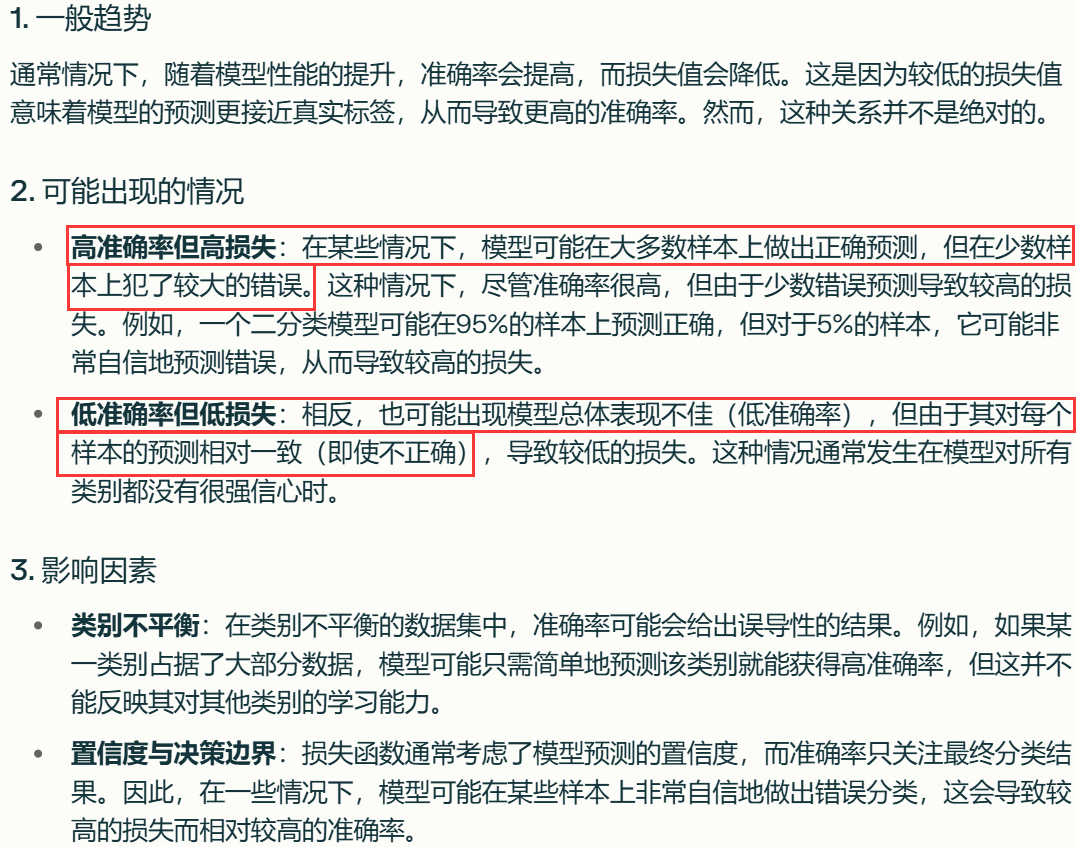 1. 一般趋势
通常情况下，随着模型性能的提升，准确率会提高，而损失值会降低。这是因为较低的损失值
意味着模型的预测更接近真实标签，从而导致更高的准确率。然而，这种关系并不是绝对的。
2. 可能出现的情况
• 高准确率但高损失：在某些情况下，模型可能在大多数样本上做出正确预测，但在少数样
本上犯了较大的错误。这种情况下，尽管准确率很高，但由于少数错误预测导致较高的损
失。例如，一个二分类模型可能在95%的样本上预测正确，但对于5%的样本，它可能非
常自信地预测错误，从而导致较高的损失。
• 低准确率但低损失：相反，也可能出现模型总体表现不佳（低准确率），但由于其对每个
样本的预测相对一致（即使不正确），导致较低的损失。这种情况通常发生在模型对所有
类别都没有很强信心时。
3. 影响因素
• 类别不平衡：在类别不平衡的数据集中，准确率可能会给出误导性的结果。例如，如果某
一类别占据了大部分数据，模型可能只需简单地预测该类别就能获得高准确率，但这并不
能反映其对其他类别的学习能力。
• 置信度与决策边界：损失函数通常考虑了模型预测的置信度，而准确率只关注最终分类结
果。因此，在一些情况下，模型可能在某些样本上非常自信地做出错误分类，这会导致较
高的损失而相对较高的准确率。